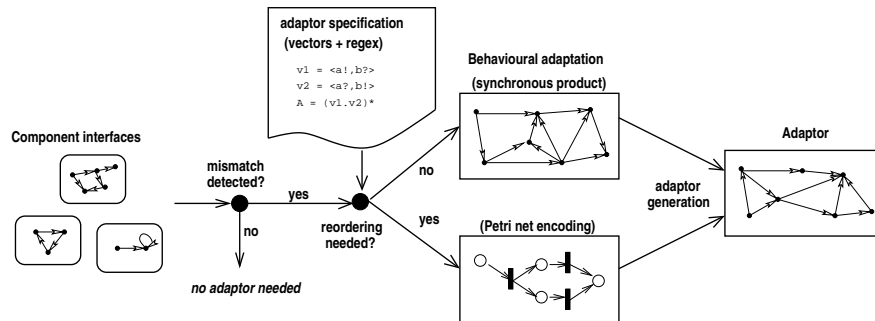 adaptor specification
(vectors + regex)
v1 = <a!,b?>
v2 = <a?,b!>
A = (v1.v2)*
Behavioural adaptation
(synchronous product)
Component interfaces
mismatch
detected?
yes
no
no adaptor needed
reordering
needed?
no
yes
(Petri net encoding)
adaptor
generation
Adaptor